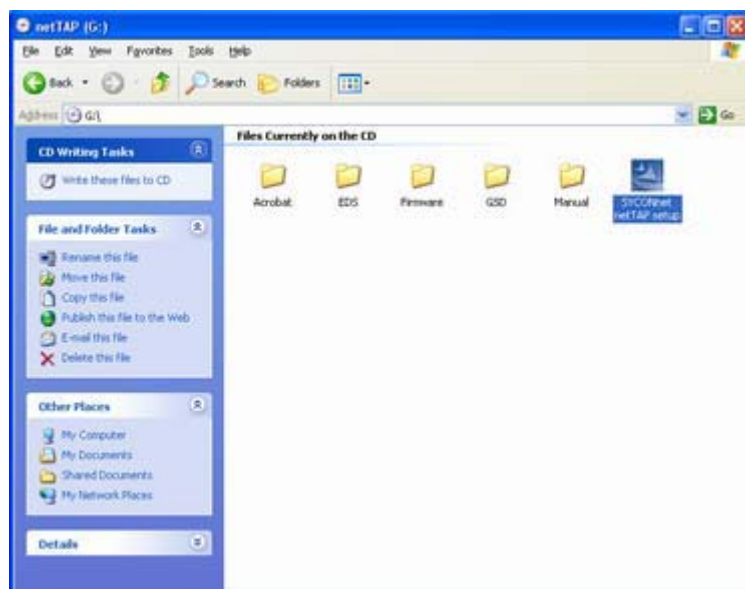 netTAP (G:)
File Edit View Favorites Tools Help
Back Search Folders
Address G:\ Go
CD Writing Tasks
Write these files to CD
File and Folder Tasks
Rename this file
Move this file
Copy this file
Publish this file to the Web
E-mail this file
Delete this file
Other Places
My Computer
My Documents
Shared Documents
My Network Places
Details
Files Currently on the CD
Acrobat EDS Firmware GSD Manual SYCONnet
netTAP setup